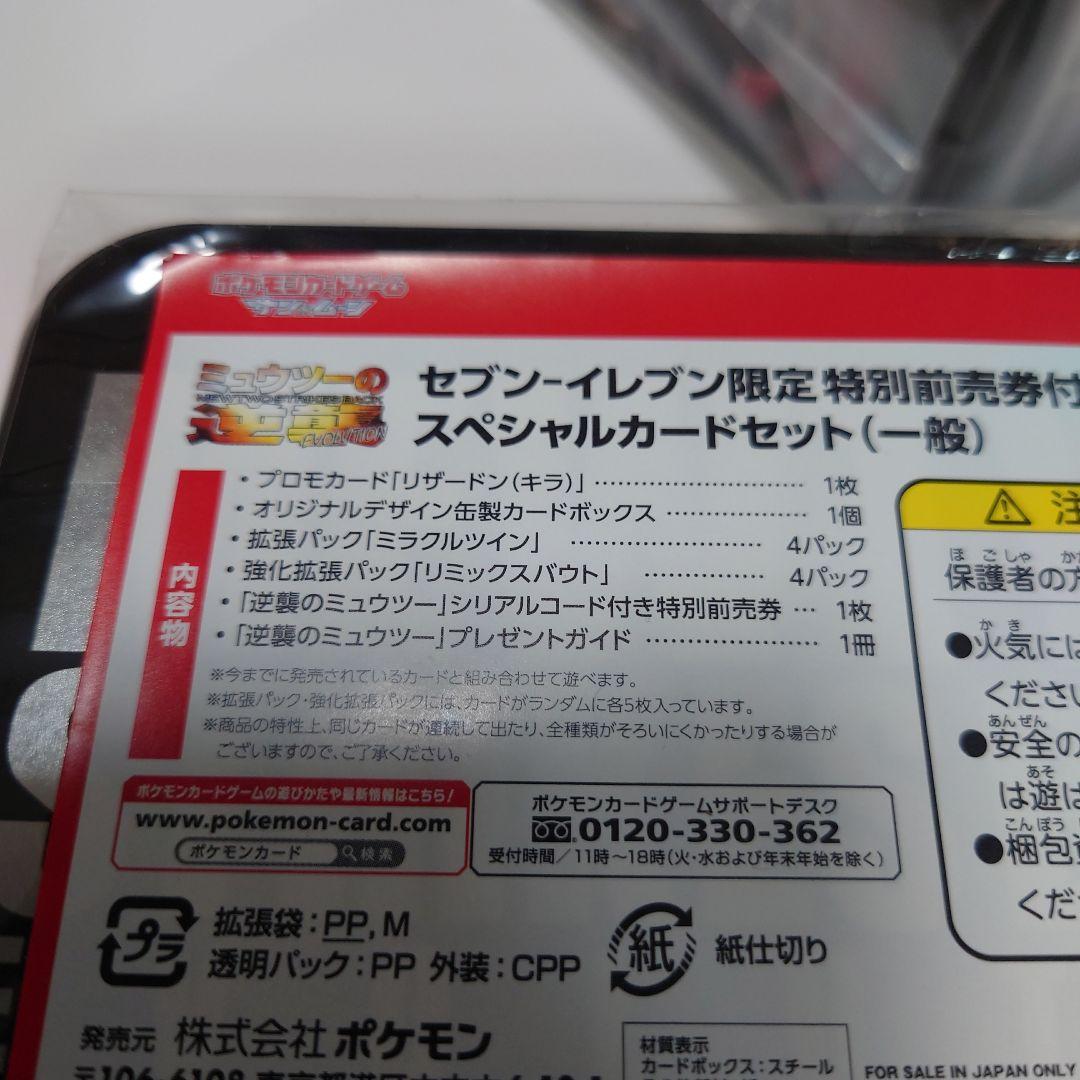 ポケモンカードゲーム
サン&ムーン
ミュウツーの
MEWTWO STRIKES BACK
逆襲
EVOLUTION
セブン-イレブン限定 特別前売券付
スペシャルカードセット(一般)
内容物
・プロモカード「リザードン(キラ)」 ………………………… 1枚
・オリジナルデザイン缶製カードボックス ……………… 1個
・拡張パック「ミラクルツイン」 …………………… 4パック
・強化拡張パック「リミックスバウト」 …………… 4パック
・「逆襲のミュウツー」シリアルコード付き特別前売券 … 1枚
・「逆襲のミュウツー」プレゼントガイド …………………… 1冊
※今までに発売されているカードと組み合わせて遊べます。
※拡張パック・強化拡張パックには、カードがランダムに各5枚入っています。
※商品の特性上、同じカードが連続して出たり、全種類がそろいにくかったりする場合が
ございますので、ご了承ください。
ポケモンカードゲームの遊びかたや最新情報はこちら!
www.pokemon-card.com
ポケモンカード 検索
ポケモンカードゲームサポートデスク
0120-330-362
受付時間/11時~18時(火・水および年末年始を除く)
プラ
拡張袋:PP, M
透明パック:PP 外装:CPP
紙
紙仕切り
発売元 株式会社 ポケモン
〒106-6108
材質表示
カードボックス:スチール
FOR SALE IN JAPAN ONLY
注
ほごしゃ
保護者の方
かき
●火気には
ください
あんぜん
●安全の
あそ
は遊ば
こんぽう
●梱包資
くだ